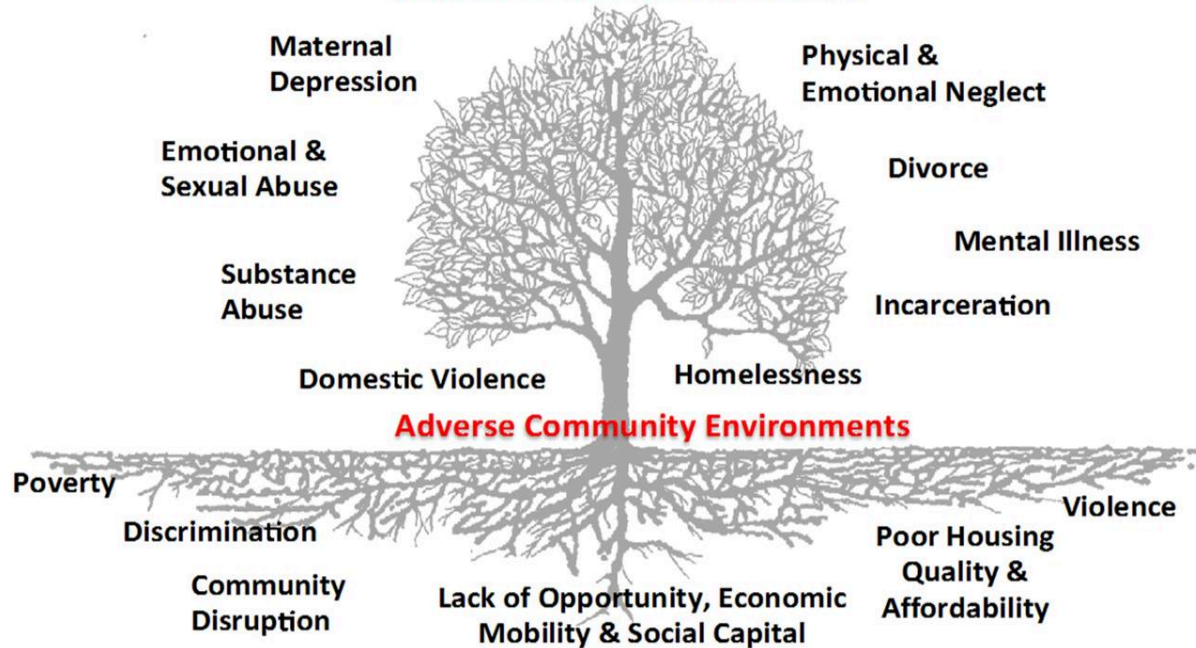 Maternal
Depression
Physical &
Emotional Neglect
Emotional &
Sexual Abuse
Divorce
Mental Illness
Substance
Abuse
Incarceration
Domestic Violence
Homelessness
Adverse Community Environments
Poverty
Violence
Discrimination
Poor Housing
Quality &
Affordability
Community
Disruption
Lack of Opportunity, Economic
Mobility & Social Capital